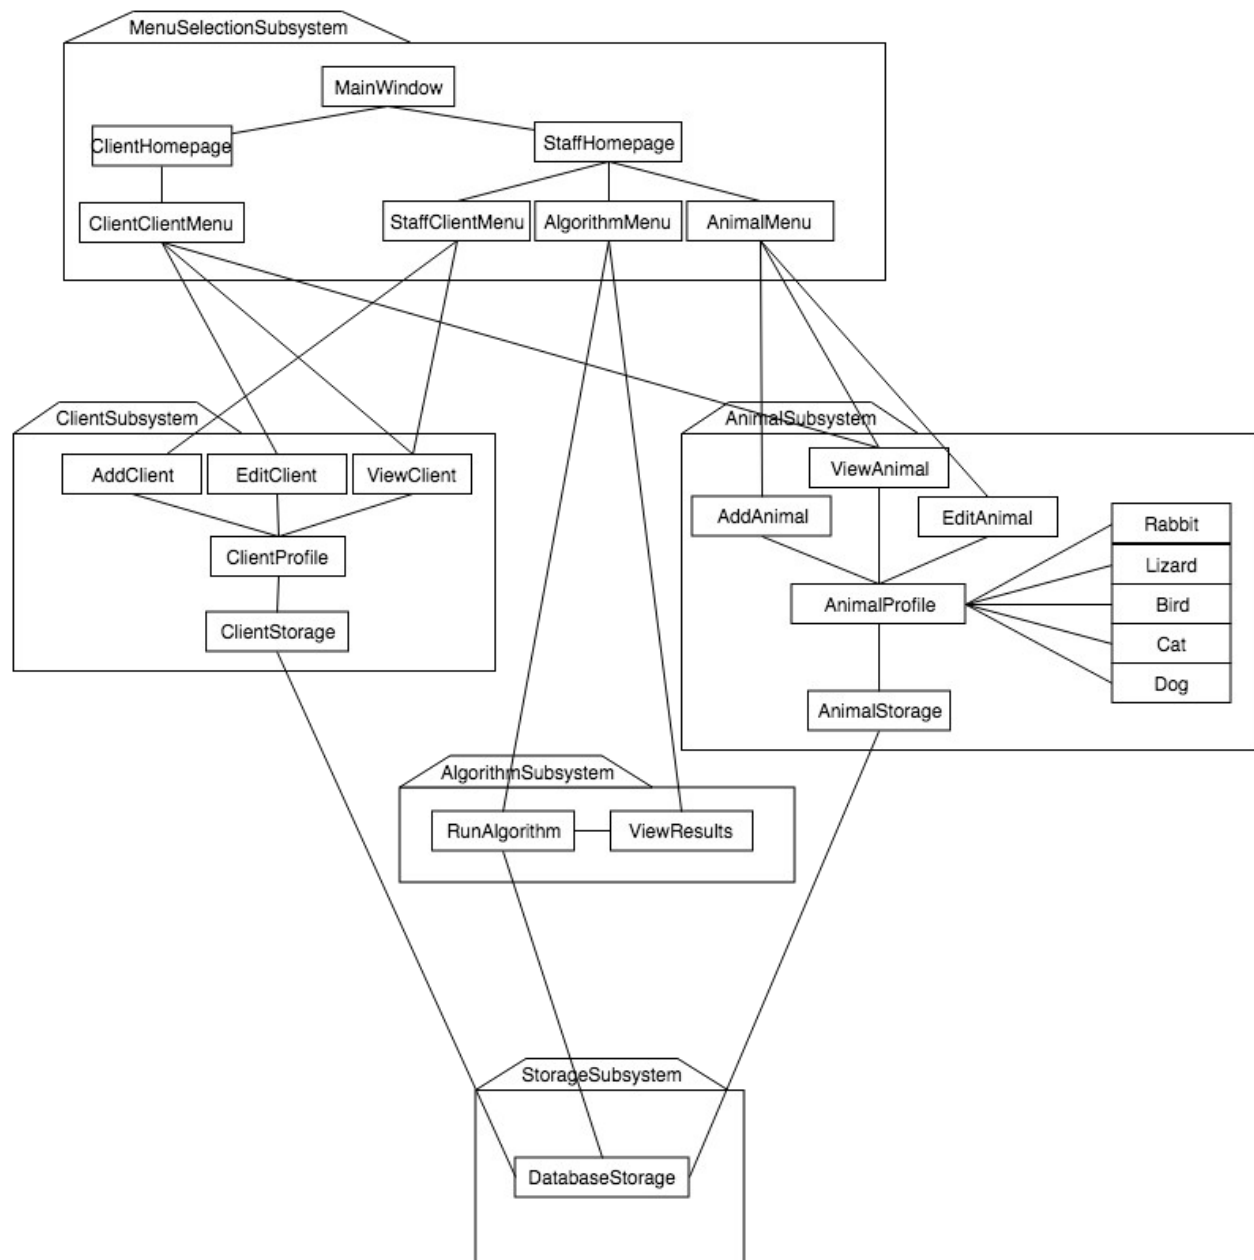 MenuSelectionSubsystem
MainWindow
ClientHomepage
StaffHomepage
ClientClientMenu
StaffClientMenu
AlgorithmMenu
AnimalMenu
ClientSubsystem
AddClient
EditClient
ViewClient
ClientProfile
ClientStorage
AnimalSubsystem
ViewAnimal
AddAnimal
EditAnimal
AnimalProfile
Rabbit
Lizard
Bird
Cat
Dog
AnimalStorage
AlgorithmSubsystem
RunAlgorithm
ViewResults
StorageSubsystem
DatabaseStorage